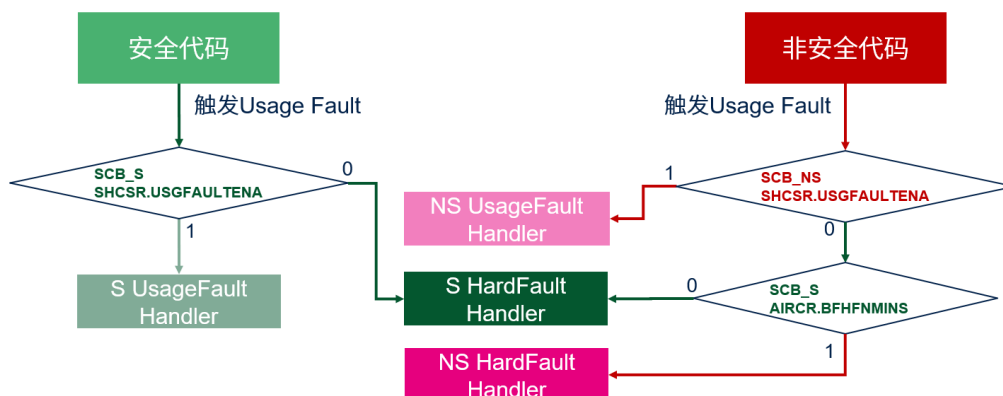 安全代码
非安全代码
触发Usage Fault
触发Usage Fault
SCB_S
SHCSR.USGFAULTENA
0
1
S UsageFault
Handler
SCB_NS
SHCSR.USGFAULTENA
1
0
NS UsageFault
Handler
S HardFault
Handler
SCB_S
AIRCR.BFHFNMINS
0
1
NS HardFault
Handler